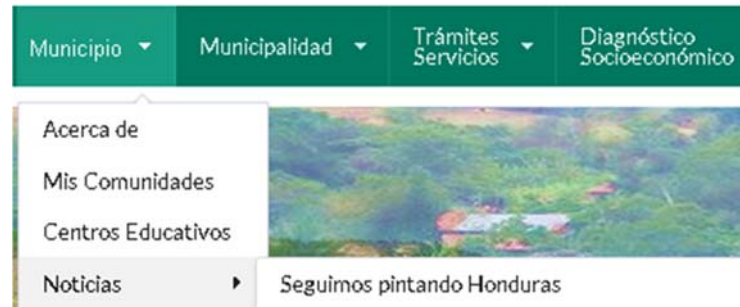 Municipio
Municipalidad
Trámites
Servicios
Diagnóstico
Socioeconómico
Acerca de
Mis Comunidades
Centros Educativos
Noticias
Seguimos pintando Honduras